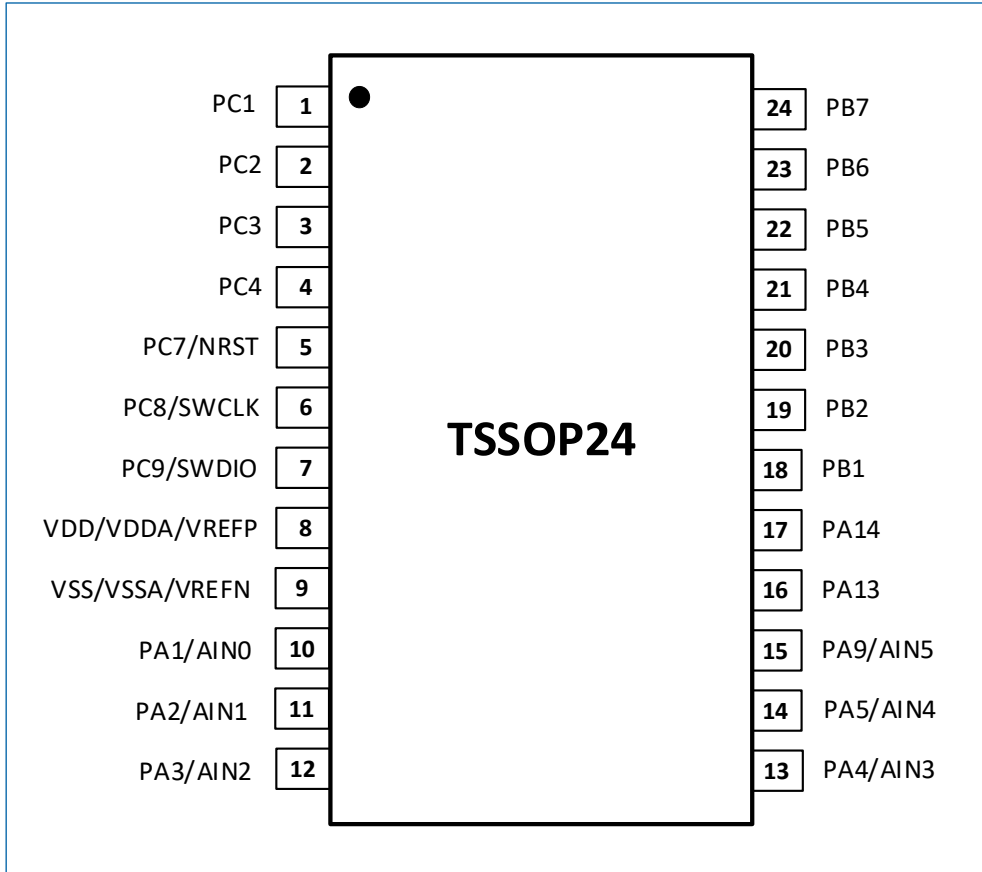 PC1 1
PC2 2
PC3 3
PC4 4
PC7/NRST 5
PC8/SWCLK 6
PC9/SWDIO 7
VDD/VDDA/VREFP 8
VSS/VSSA/VREFN 9
PA1/AIN0 10
PA2/AIN1 11
PA3/AIN2 12
TSSOP24
24 PB7
23 PB6
22 PB5
21 PB4
20 PB3
19 PB2
18 PB1
17 PA14
16 PA13
15 PA9/AIN5
14 PA5/AIN4
13 PA4/AIN3